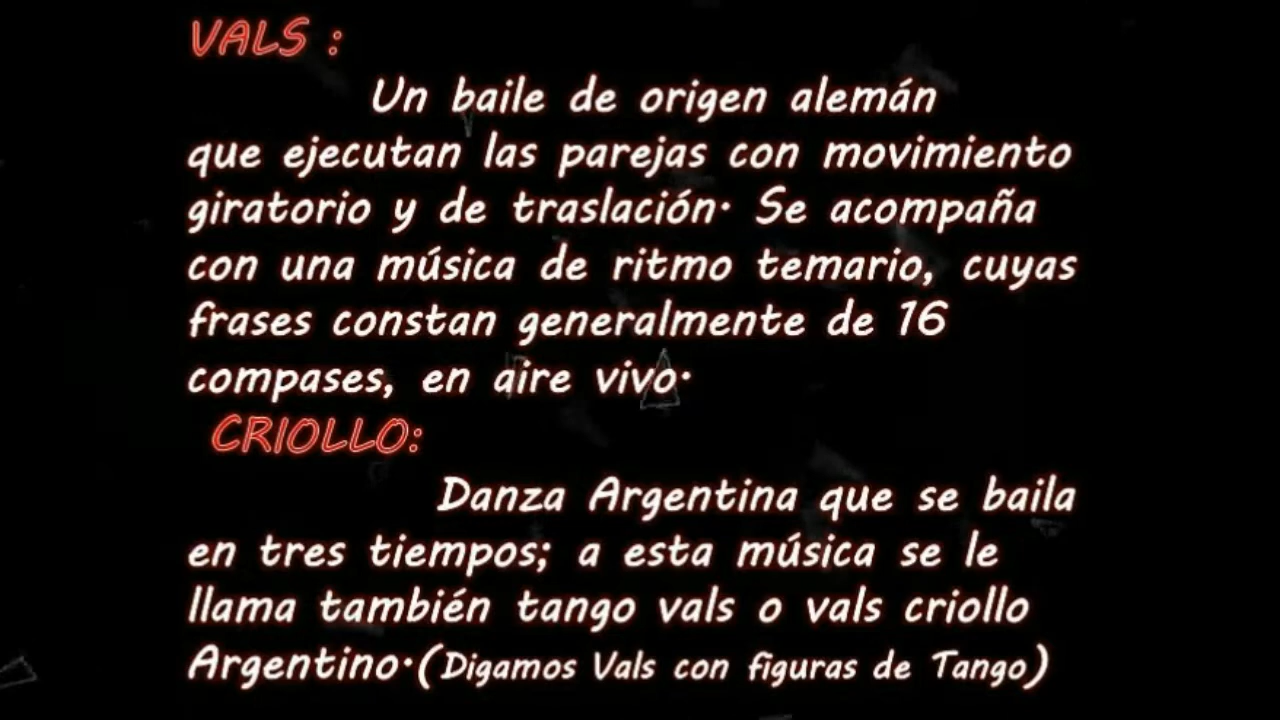 VALS :
Un baile de origen alemán
que ejecutan las parejas con movimiento
giratorio y de traslación. Se acompaña
con una música de ritmo temario, cuyas
frases constan generalmente de 16
compases, en aire vivo.
CRIOLLO:
Danza Argentina que se baila
en tres tiempos; a esta música se le
llama también tango vals o vals criollo
Argentino.(Digamos Vals con figuras de Tango)